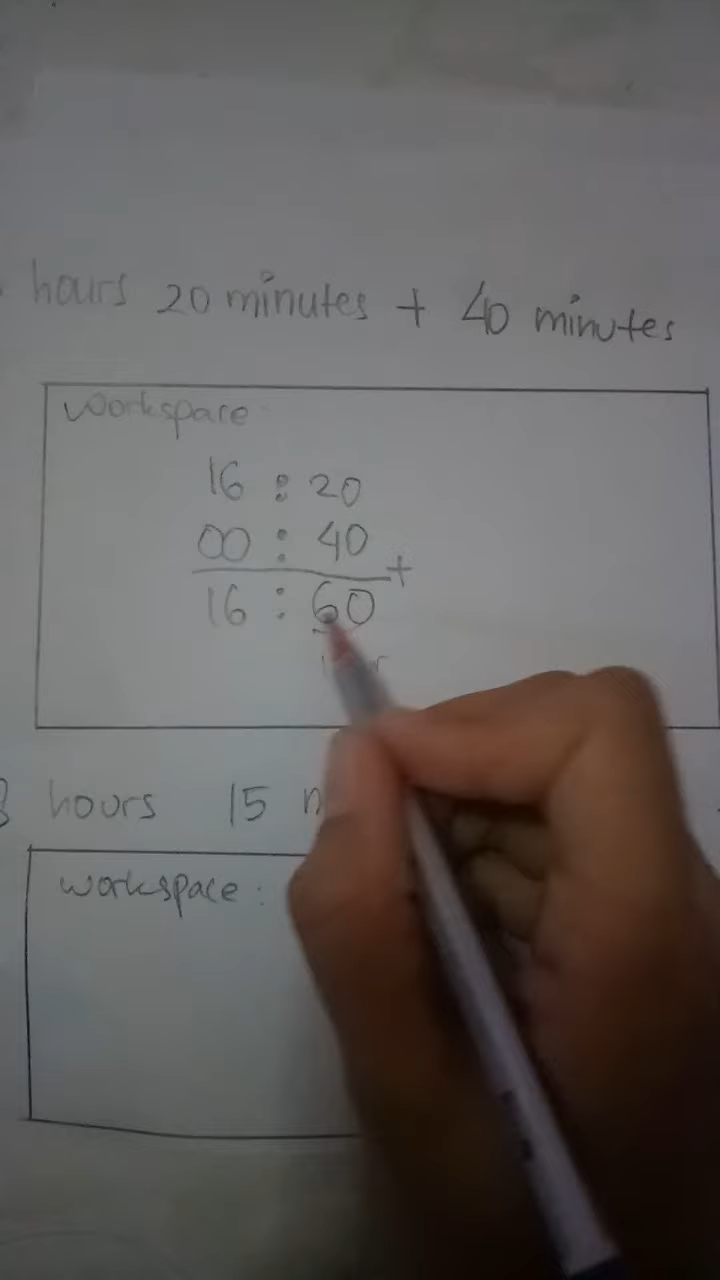 hours 20 minutes + 40 minutes
workspace
16 : 20
00 : 40
+
16 : 60
hours 15
workspace :